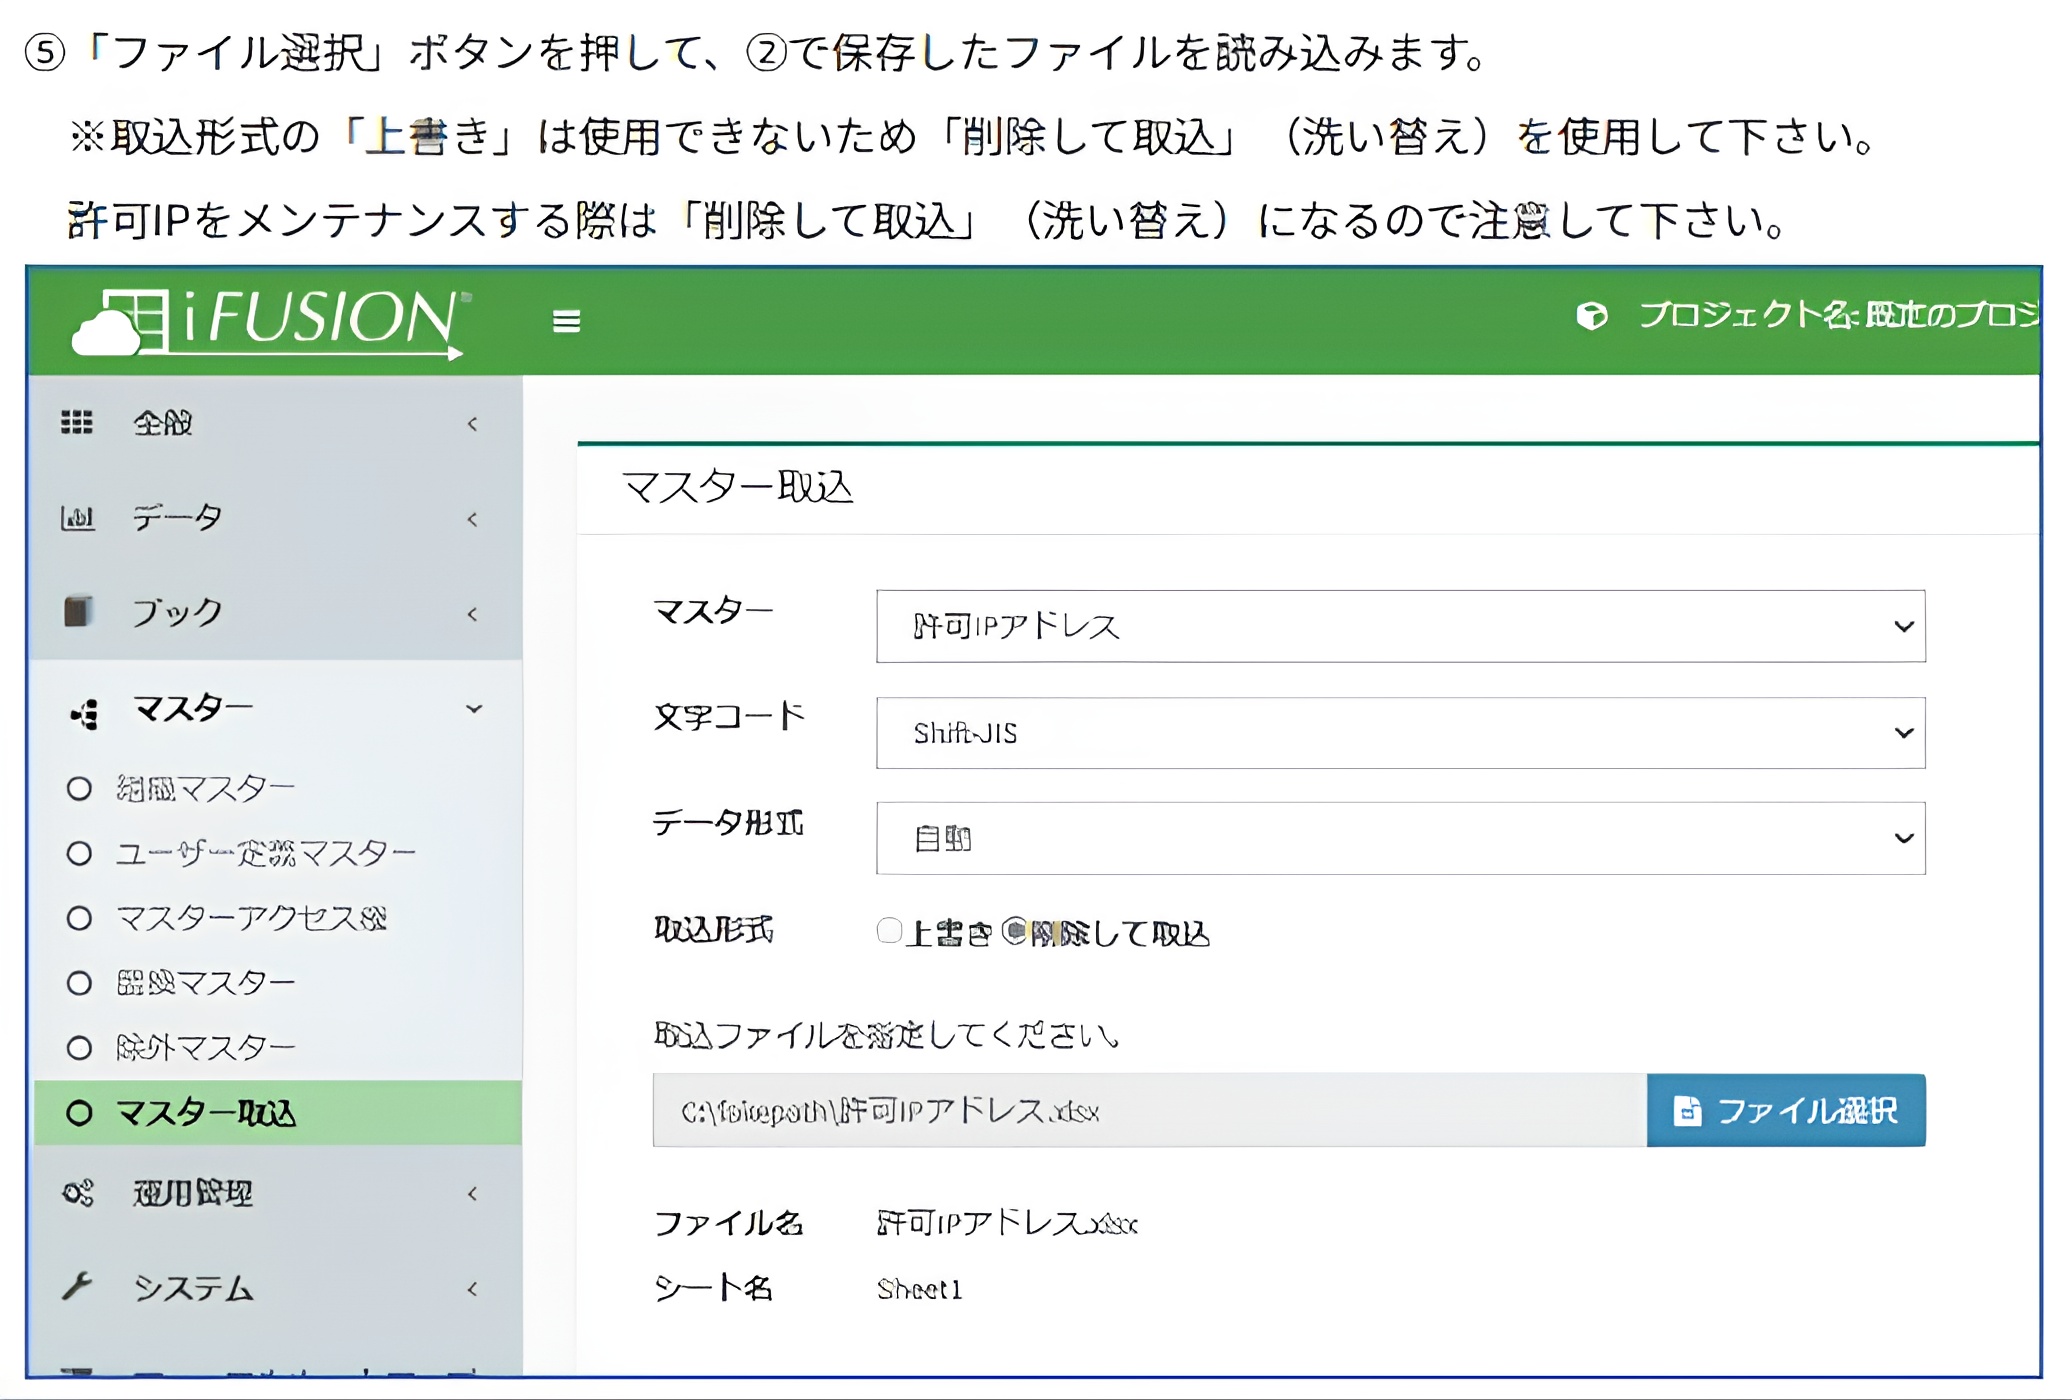 ⑤「ファイル選択」ボタンを押して、②で保存したファイルを読み込みます。
※取込形式の「上書き」は使用できないため「削除して取込」（洗い替え）を使用して下さい。
許可IPをメンテナンスする際は「削除して取込」（洗い替え）になるので注意して下さい。
iFUSION
プロジェクト名: 既定のプロジ
全般
データ
ブック
マスター
組織マスター
ユーザー定義マスター
マスターアクセス権
置換マスター
除外マスター
マスター取込
運用管理
システム
マスター取込
マスター 許可IPアドレス
文字コード Shift-JIS
データ形式 自動
取込形式 上書き 削除して取込
取込ファイルを指定してください。
C:\fakepath\許可IPアドレス.xlsx ファイル選択
ファイル名 許可IPアドレス.xlsx
シート名 Sheet1